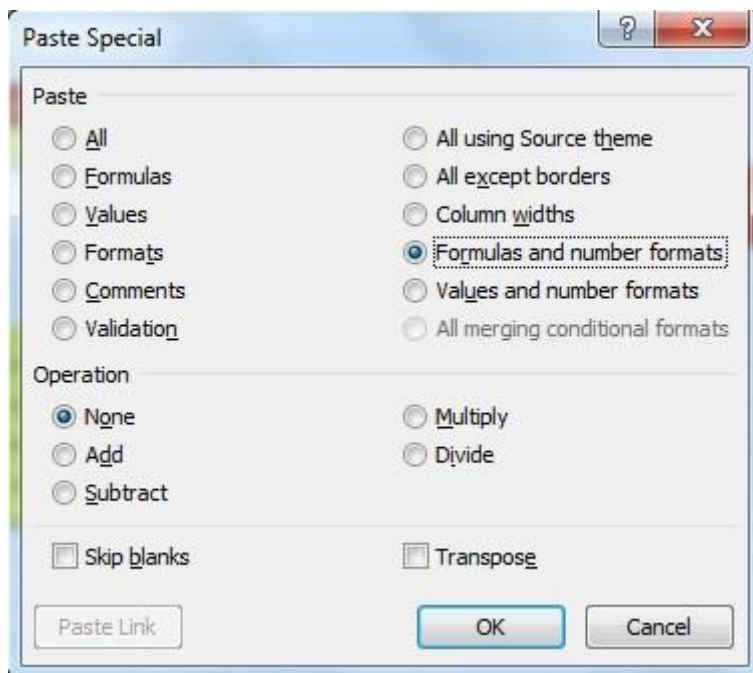 Paste Special
Paste
All
All using Source theme
Formulas
All except borders
Values
Column widths
Formats
Formulas and number formats
Comments
Values and number formats
Validation
All merging conditional formats
Operation
None
Multiply
Add
Divide
Subtract
Skip blanks
Transpose
Paste Link
OK
Cancel